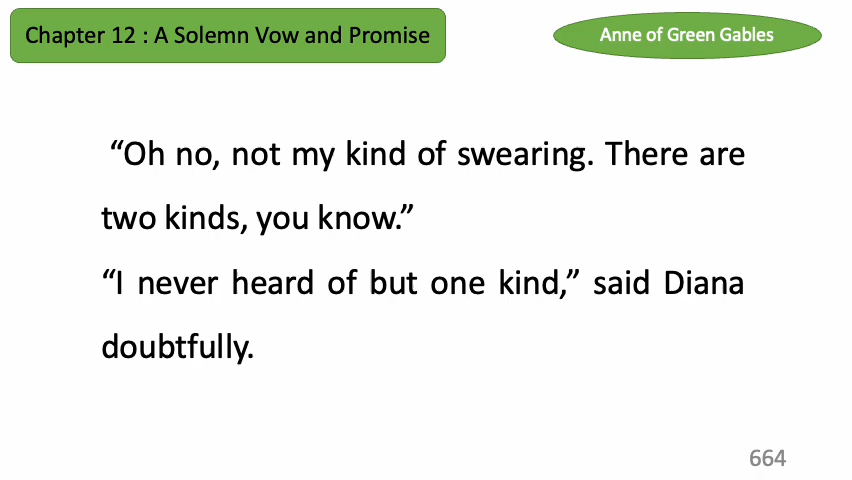 Chapter 12 : A Solemn Vow and Promise
Anne of Green Gables
“Oh no, not my kind of swearing. There are
two kinds, you know.”
“I never heard of but one kind,” said Diana
doubtfully.
664